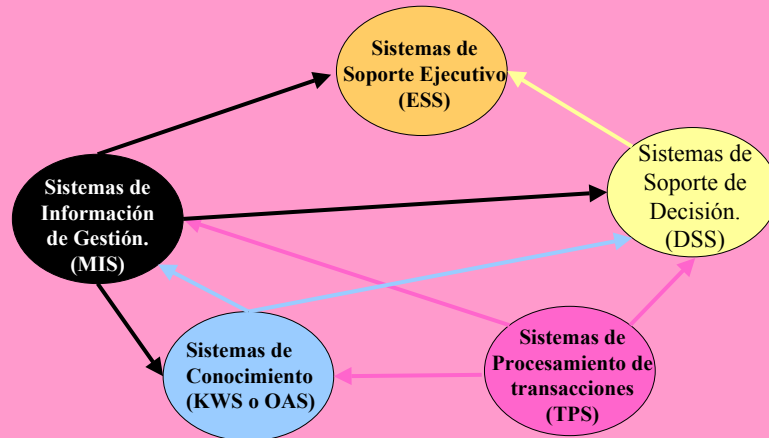 Sistemas de
Soporte Ejecutivo
(ESS)
Sistemas de
Soporte de
Decisión.
(DSS)
Sistemas de
Información
de Gestión.
(MIS)
Sistemas de
Conocimiento
(KWS o OAS)
Sistemas de
Procesamiento de
transacciones
(TPS)